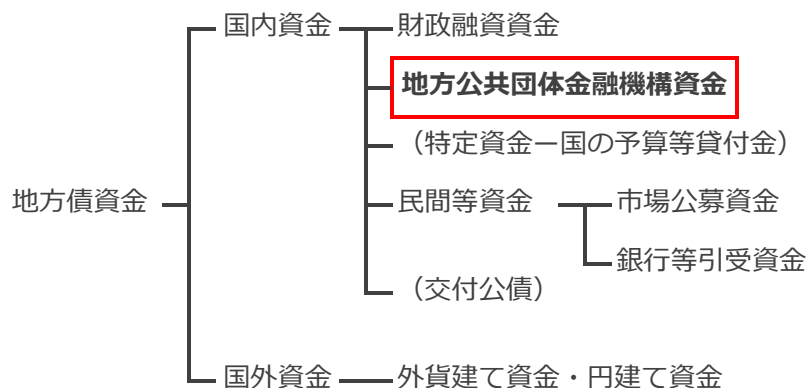 国内資金
財政融資資金
地方公共団体金融機構資金
（特定資金ー国の予算等貸付金）
地方債資金
民間等資金
市場公募資金
銀行等引受資金
（交付公債）
国外資金
外貨建て資金・円建て資金